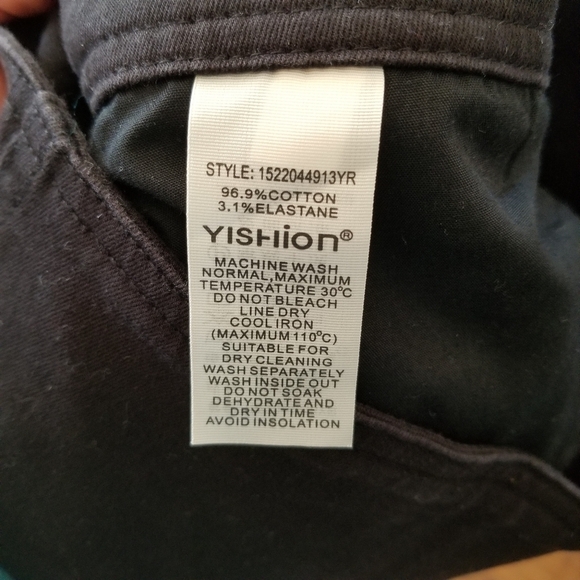 STYLE: 1522044913YR
96.9%COTTON
3.1%ELASTANE
YISHION®
MACHINE WASH
NORMAL,MAXIMUM
TEMPERATURE 30°C
DO NOT BLEACH
LINE DRY
COOL IRON
(MAXIMUM 110°C)
SUITABLE FOR
DRY CLEANING
WASH SEPARATELY
WASH INSIDE OUT
DO NOT SOAK
DEHYDRATE AND
DRY IN TIME
AVOID INSOLATION